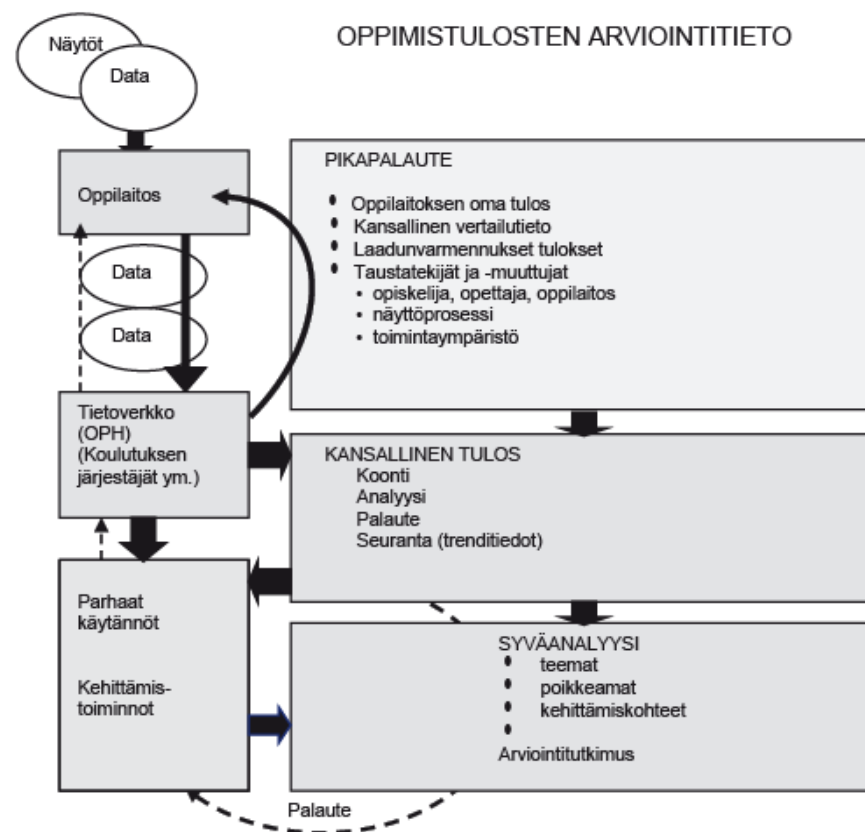 OPPIMISTULOSTEN ARVIOINTITIETO
Näytöt
Data
Oppilaitos
Data
Data
Tietoverkko
(OPH)
(Koulutuksen
järjestäjät ym.)
Parhaat
käytännöt
Kehittämis-
toiminnot
PIKAPALAUTE
• Oppilaitoksen oma tulos
• Kansallinen vertailutieto
• Laadunvarmennukset tulokset
• Taustatekijät ja -muuttujat
• opiskelija, opettaja, oppilaitos
• näyttöprosessi
• toimintaympäristö
KANSALLINEN TULOS
Koonti
Analyysi
Palaute
Seuranta (trenditiedot)
SYVÄANALYYSI
• teemat
• poikkeamat
• kehittämiskohteet
•
Arviointitutkimus
Palaute